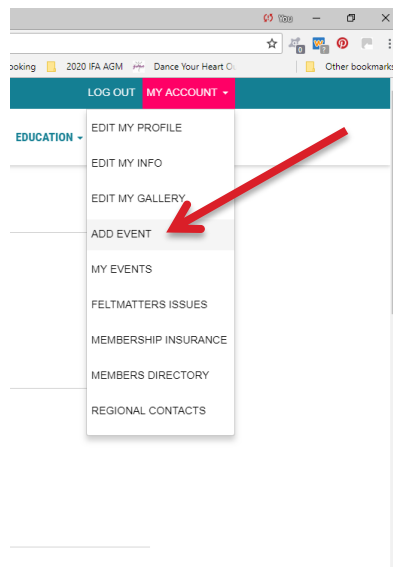 You
0
?
ooking 2020 IFA AGM Dance Your Heart O Other bookmarks
LOG OUT MY ACCOUNT
EDUCATION
EDIT MY PROFILE
EDIT MY INFO
EDIT MY GALLERY
ADD EVENT
MY EVENTS
FELTMATTERS ISSUES
MEMBERSHIP INSURANCE
MEMBERS DIRECTORY
REGIONAL CONTACTS